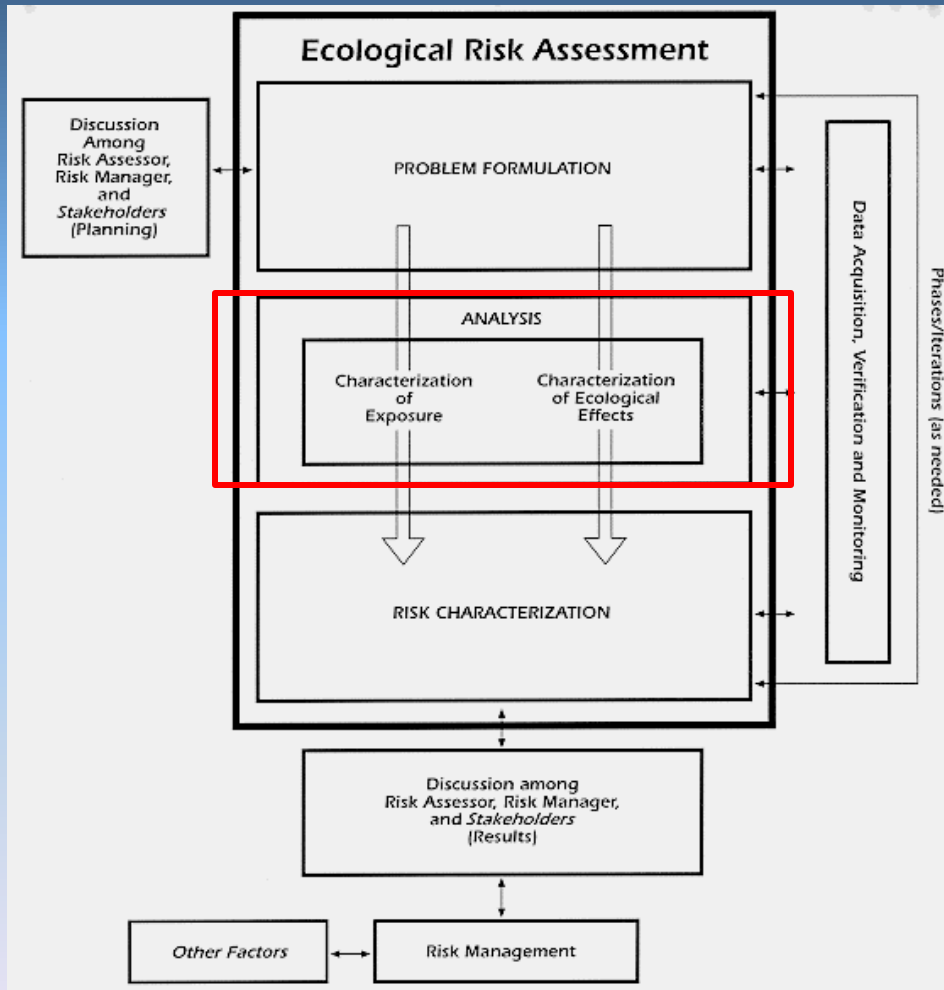 Ecological Risk Assessment
Discussion
Among
Risk Assessor,
Risk Manager,
and
Stakeholders
(Planning)
PROBLEM FORMULATION
ANALYSIS
Characterization
of
Exposure
Characterization
of Ecological
Effects
RISK CHARACTERIZATION
Data Acquisition, Verification and Monitoring
Phases/Iterations (as needed)
Discussion among
Risk Assessor, Risk Manager,
and Stakeholders
(Results)
Other Factors
Risk Management